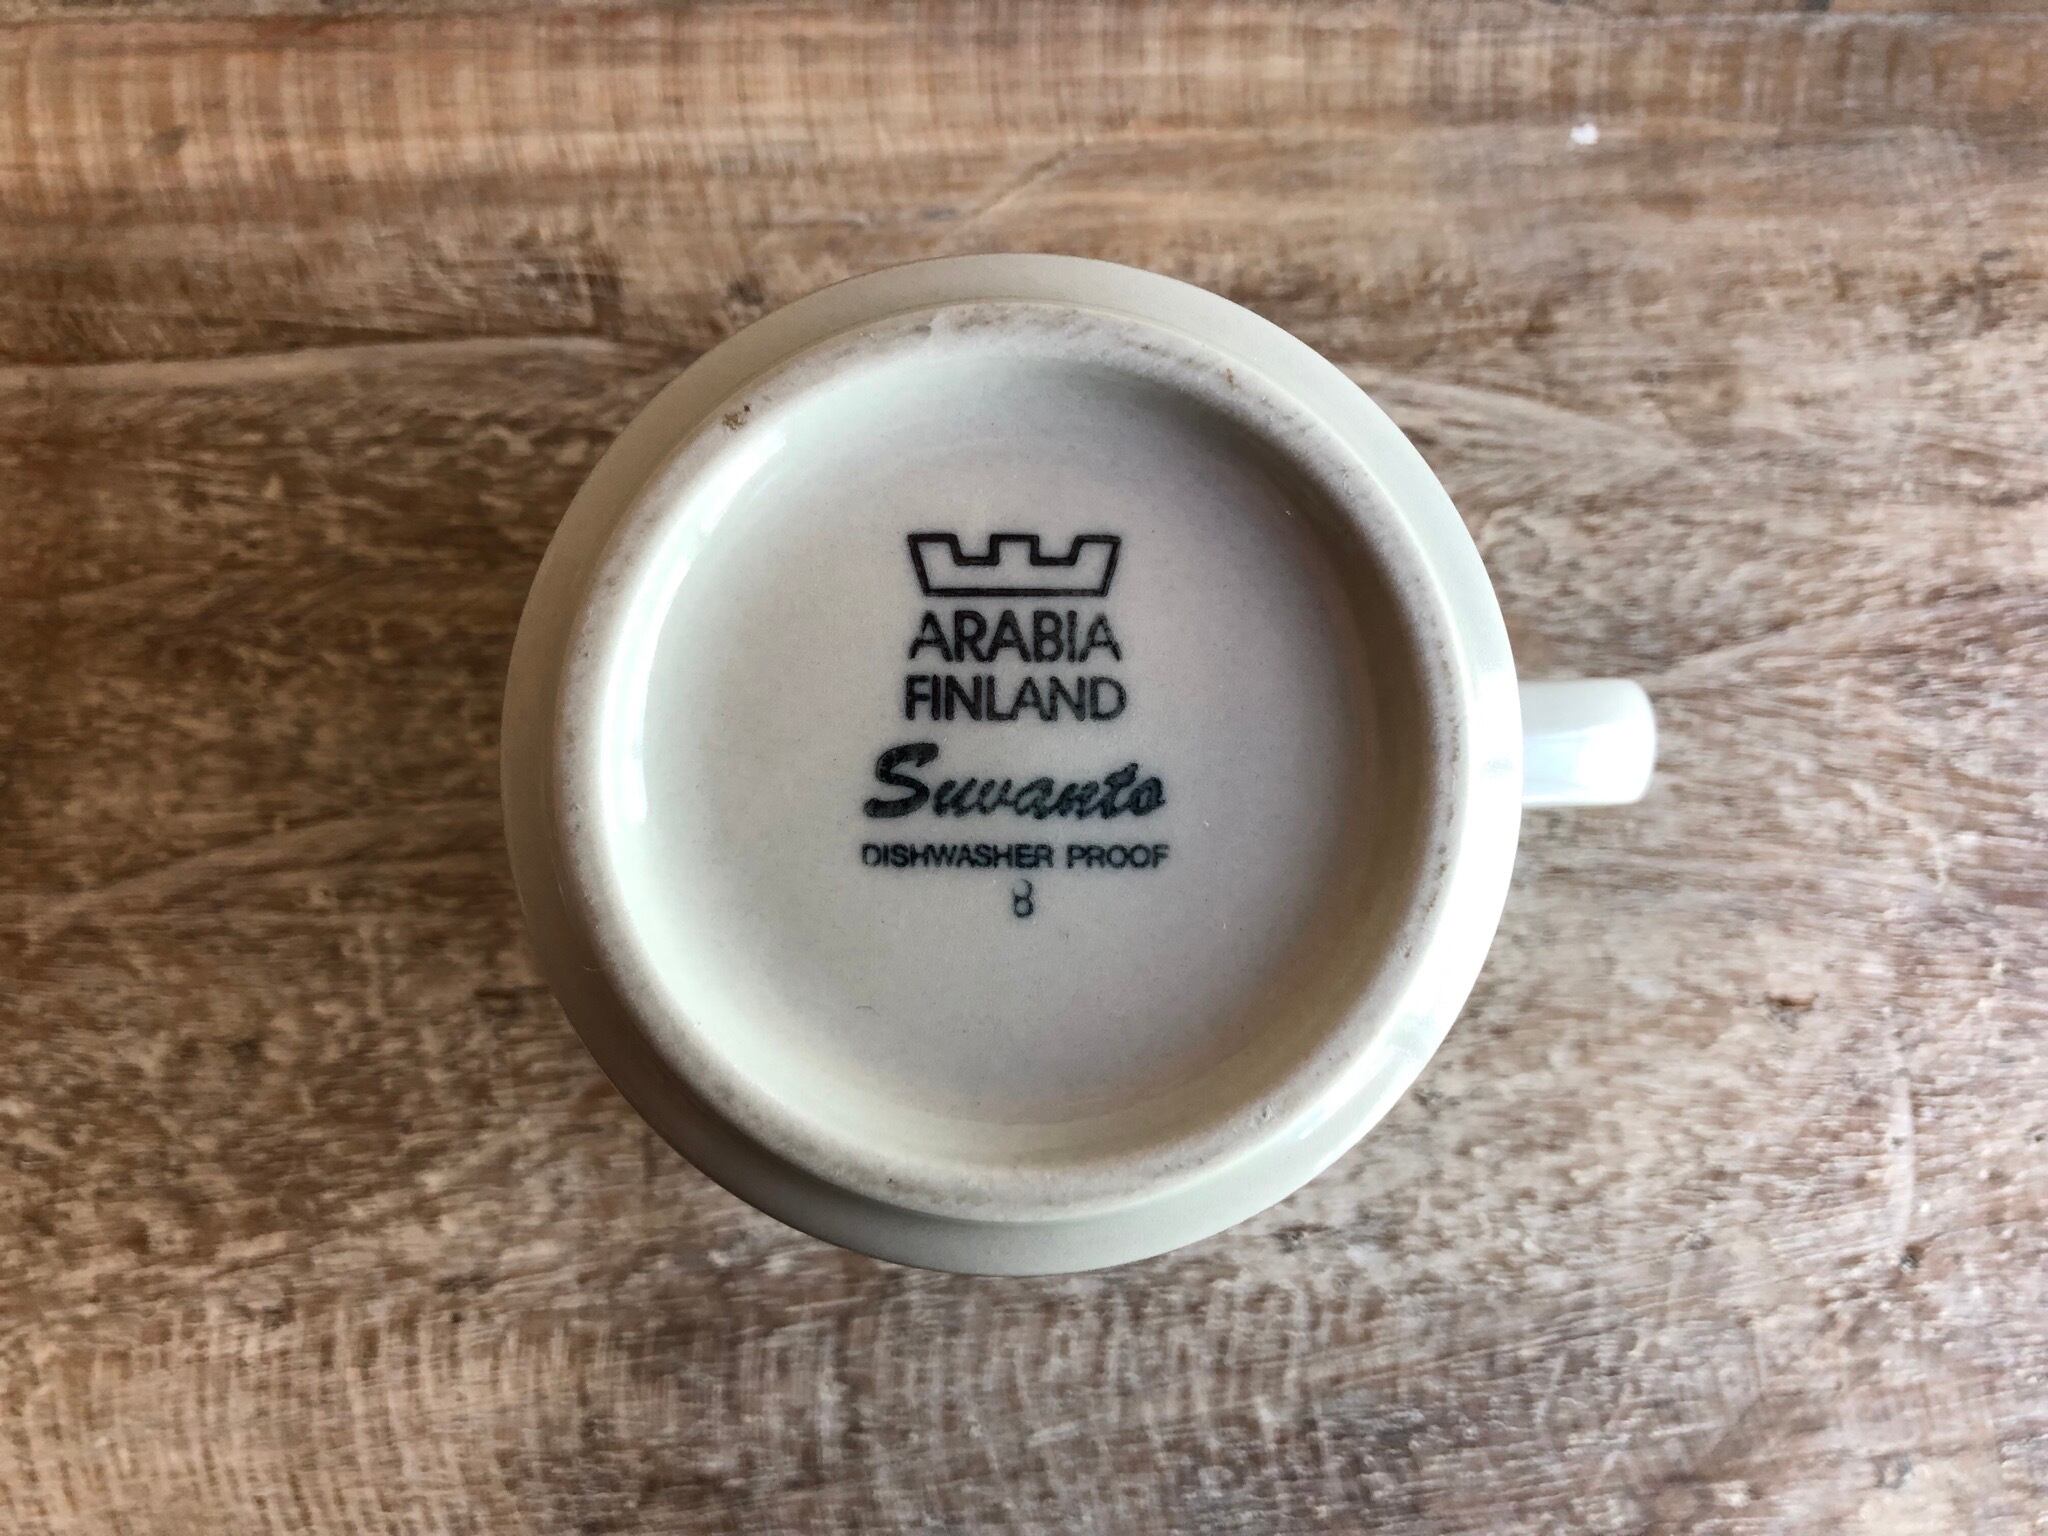 ARABIA
FINLAND
Suvanto
DISHWASHER PROOF
8